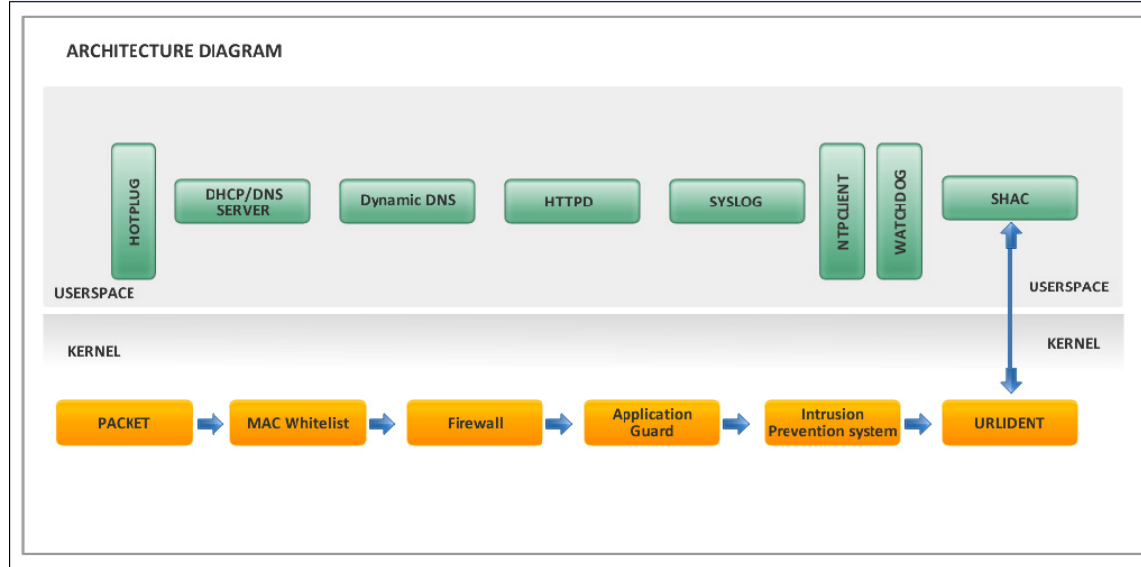 ARCHITECTURE DIAGRAM
HOTPLUG
DHCP/DNS
SERVER
Dynamic DNS
HTTPD
SYSLOG
NTPCLIENT
WATCHDOG
SHAC
USERSPACE
USERSPACE
KERNEL
KERNEL
PACKET
MAC Whitelist
Firewall
Application
Guard
Intrusion
Prevention system
URLIDENT